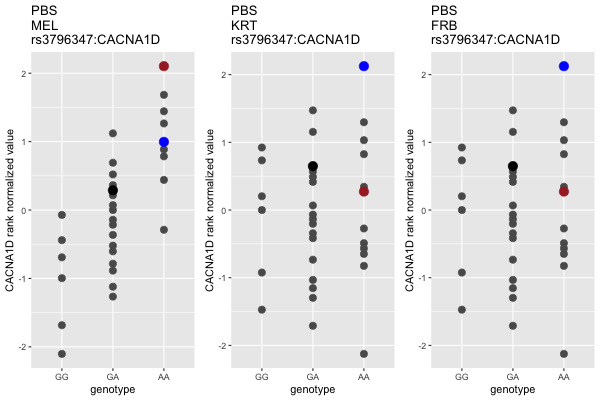 PBS
MEL
rs3796347:CACNA1D
CACNA1D rank normalized value
2
1
0
-1
-2
GG GA AA
genotype
PBS
KRT
rs3796347:CACNA1D
CACNA1D rank normalized value
2
1
0
-1
-2
GG GA AA
genotype
PBS
FRB
rs3796347:CACNA1D
CACNA1D rank normalized value
2
1
0
-1
-2
GG GA AA
genotype